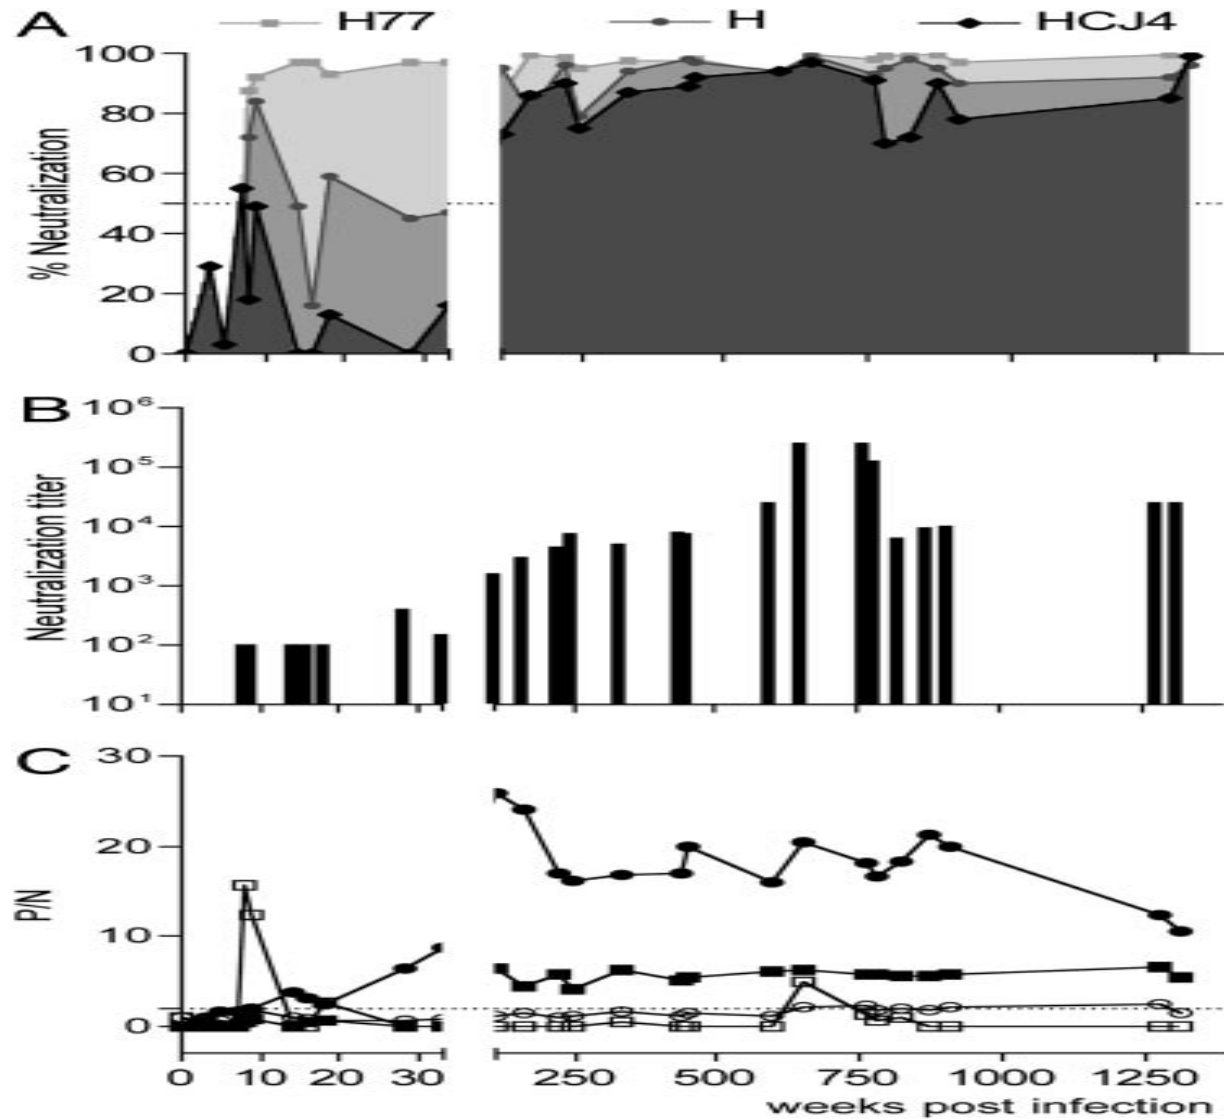 A H77 H HCJ4
100
80
60
40
20
0
% Neutralization
B
10⁶
10⁵
10⁴
10³
10²
10¹
Neutralization titer
C
30
20
10
0
P/N
0 10 20 30 250 500 750 1000 1250
weeks post infection